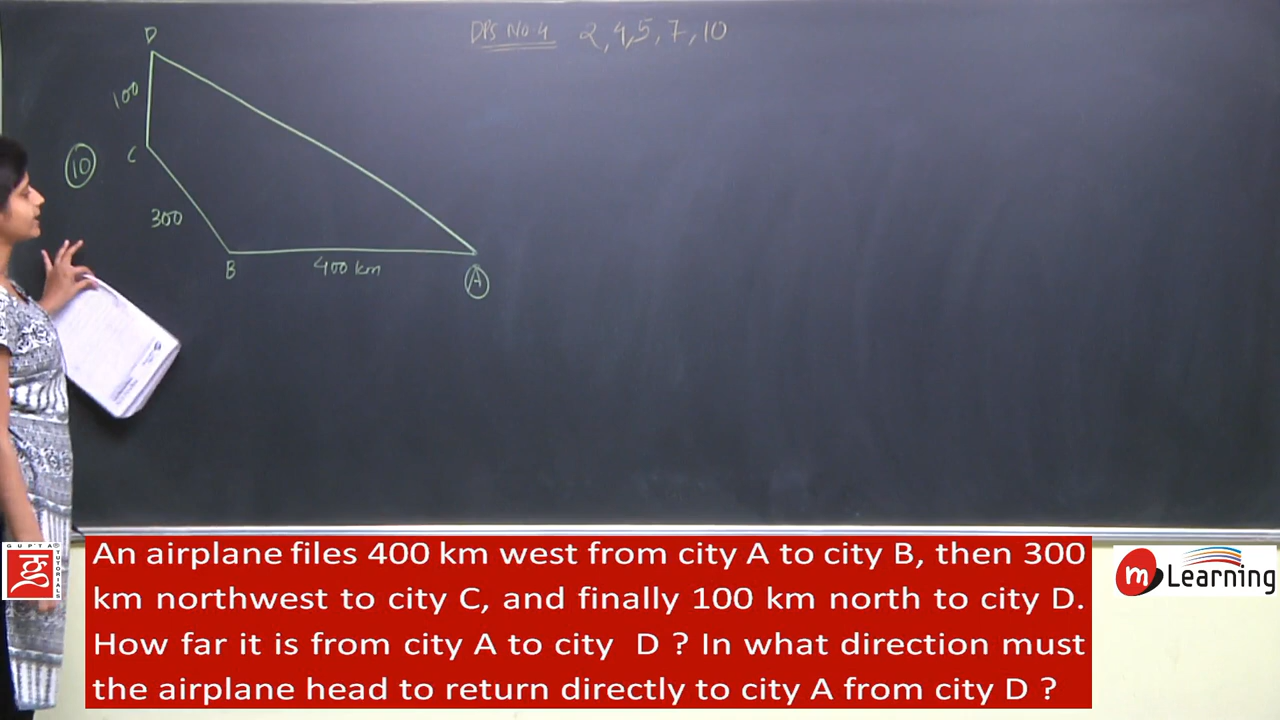 DPS No 4 2, 4, 5, 7, 10
D
100
C
10
300
B
400 km
A
An airplane files 400 km west from city A to city B, then 300
km northwest to city C, and finally 100 km north to city D.
How far it is from city A to city D ? In what direction must
the airplane head to return directly to city A from city D ?
GUPTA
TUTORIALS
m Learning